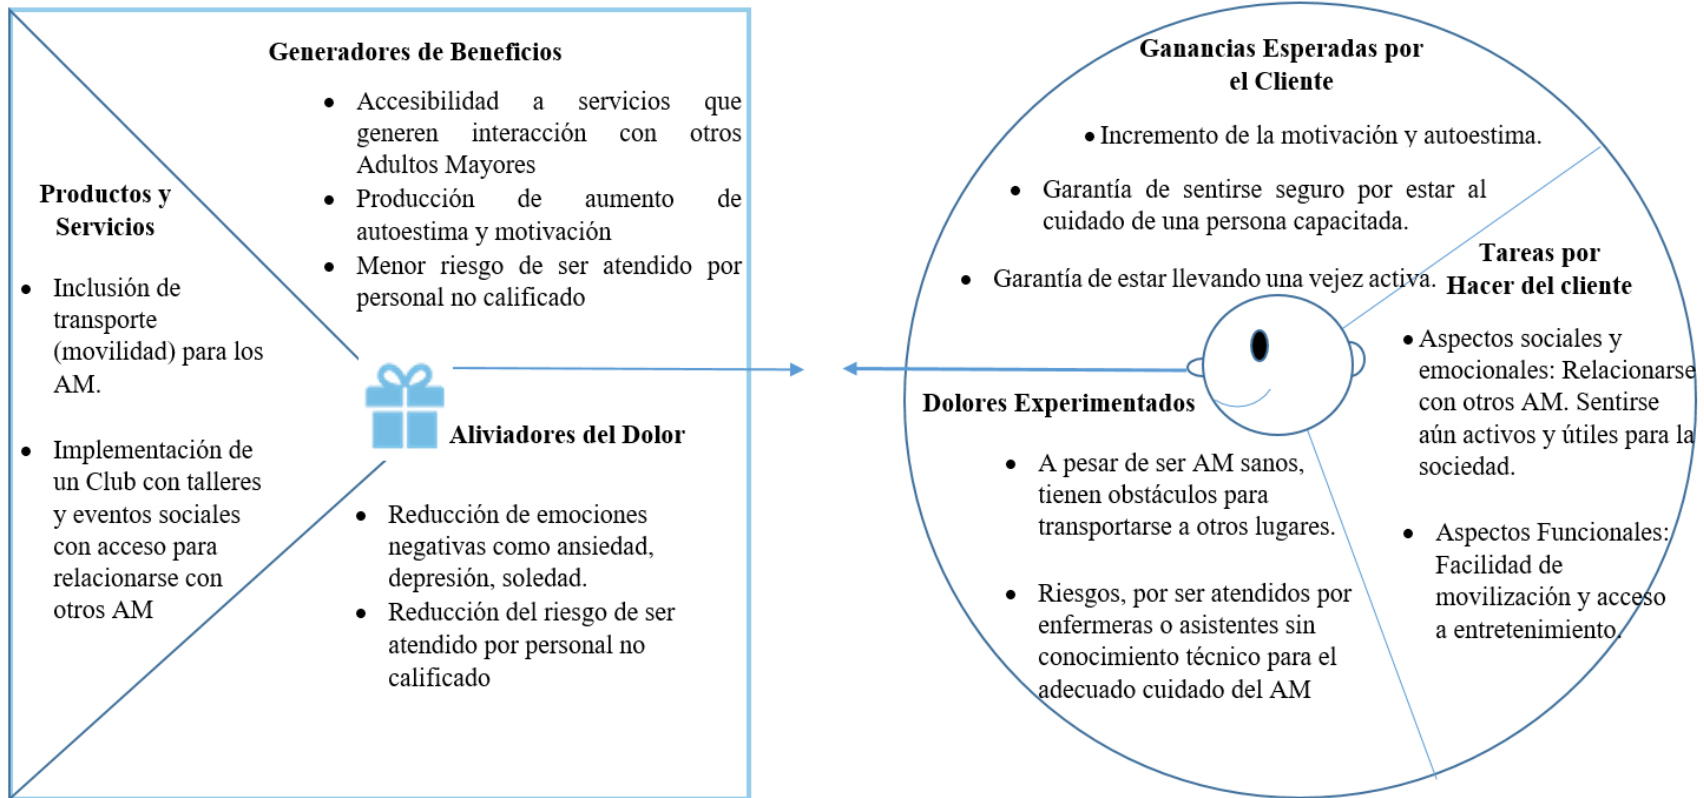 Generadores de Beneficios
• Accesibilidad a servicios que
generen interacción con otros
Adultos Mayores
• Producción de aumento de
autoestima y motivación
• Menor riesgo de ser atendido por
personal no calificado
Productos y
Servicios
• Inclusión de
transporte
(movilidad) para los
AM.
• Implementación de
un Club con talleres
y eventos sociales
con acceso para
relacionarse con
otros AM
Aliviadores del Dolor
• Reducción de emociones
negativas como ansiedad,
depresión, soledad.
• Reducción del riesgo de ser
atendido por personal no
calificado
Ganancias Esperadas por
el Cliente
• Incremento de la motivación y autoestima.
• Garantía de sentirse seguro por estar al
cuidado de una persona capacitada.
• Garantía de estar llevando una vejez activa.
Tareas por
Hacer del cliente
• Aspectos sociales y
emocionales: Relacionarse
con otros AM. Sentirse
aún activos y útiles para la
sociedad.
• Aspectos Funcionales:
Facilidad de
movilización y acceso
a entretenimiento.
Dolores Experimentados
• A pesar de ser AM sanos,
tienen obstáculos para
transportarse a otros lugares.
• Riesgos, por ser atendidos por
enfermeras o asistentes sin
conocimiento técnico para el
adecuado cuidado del AM